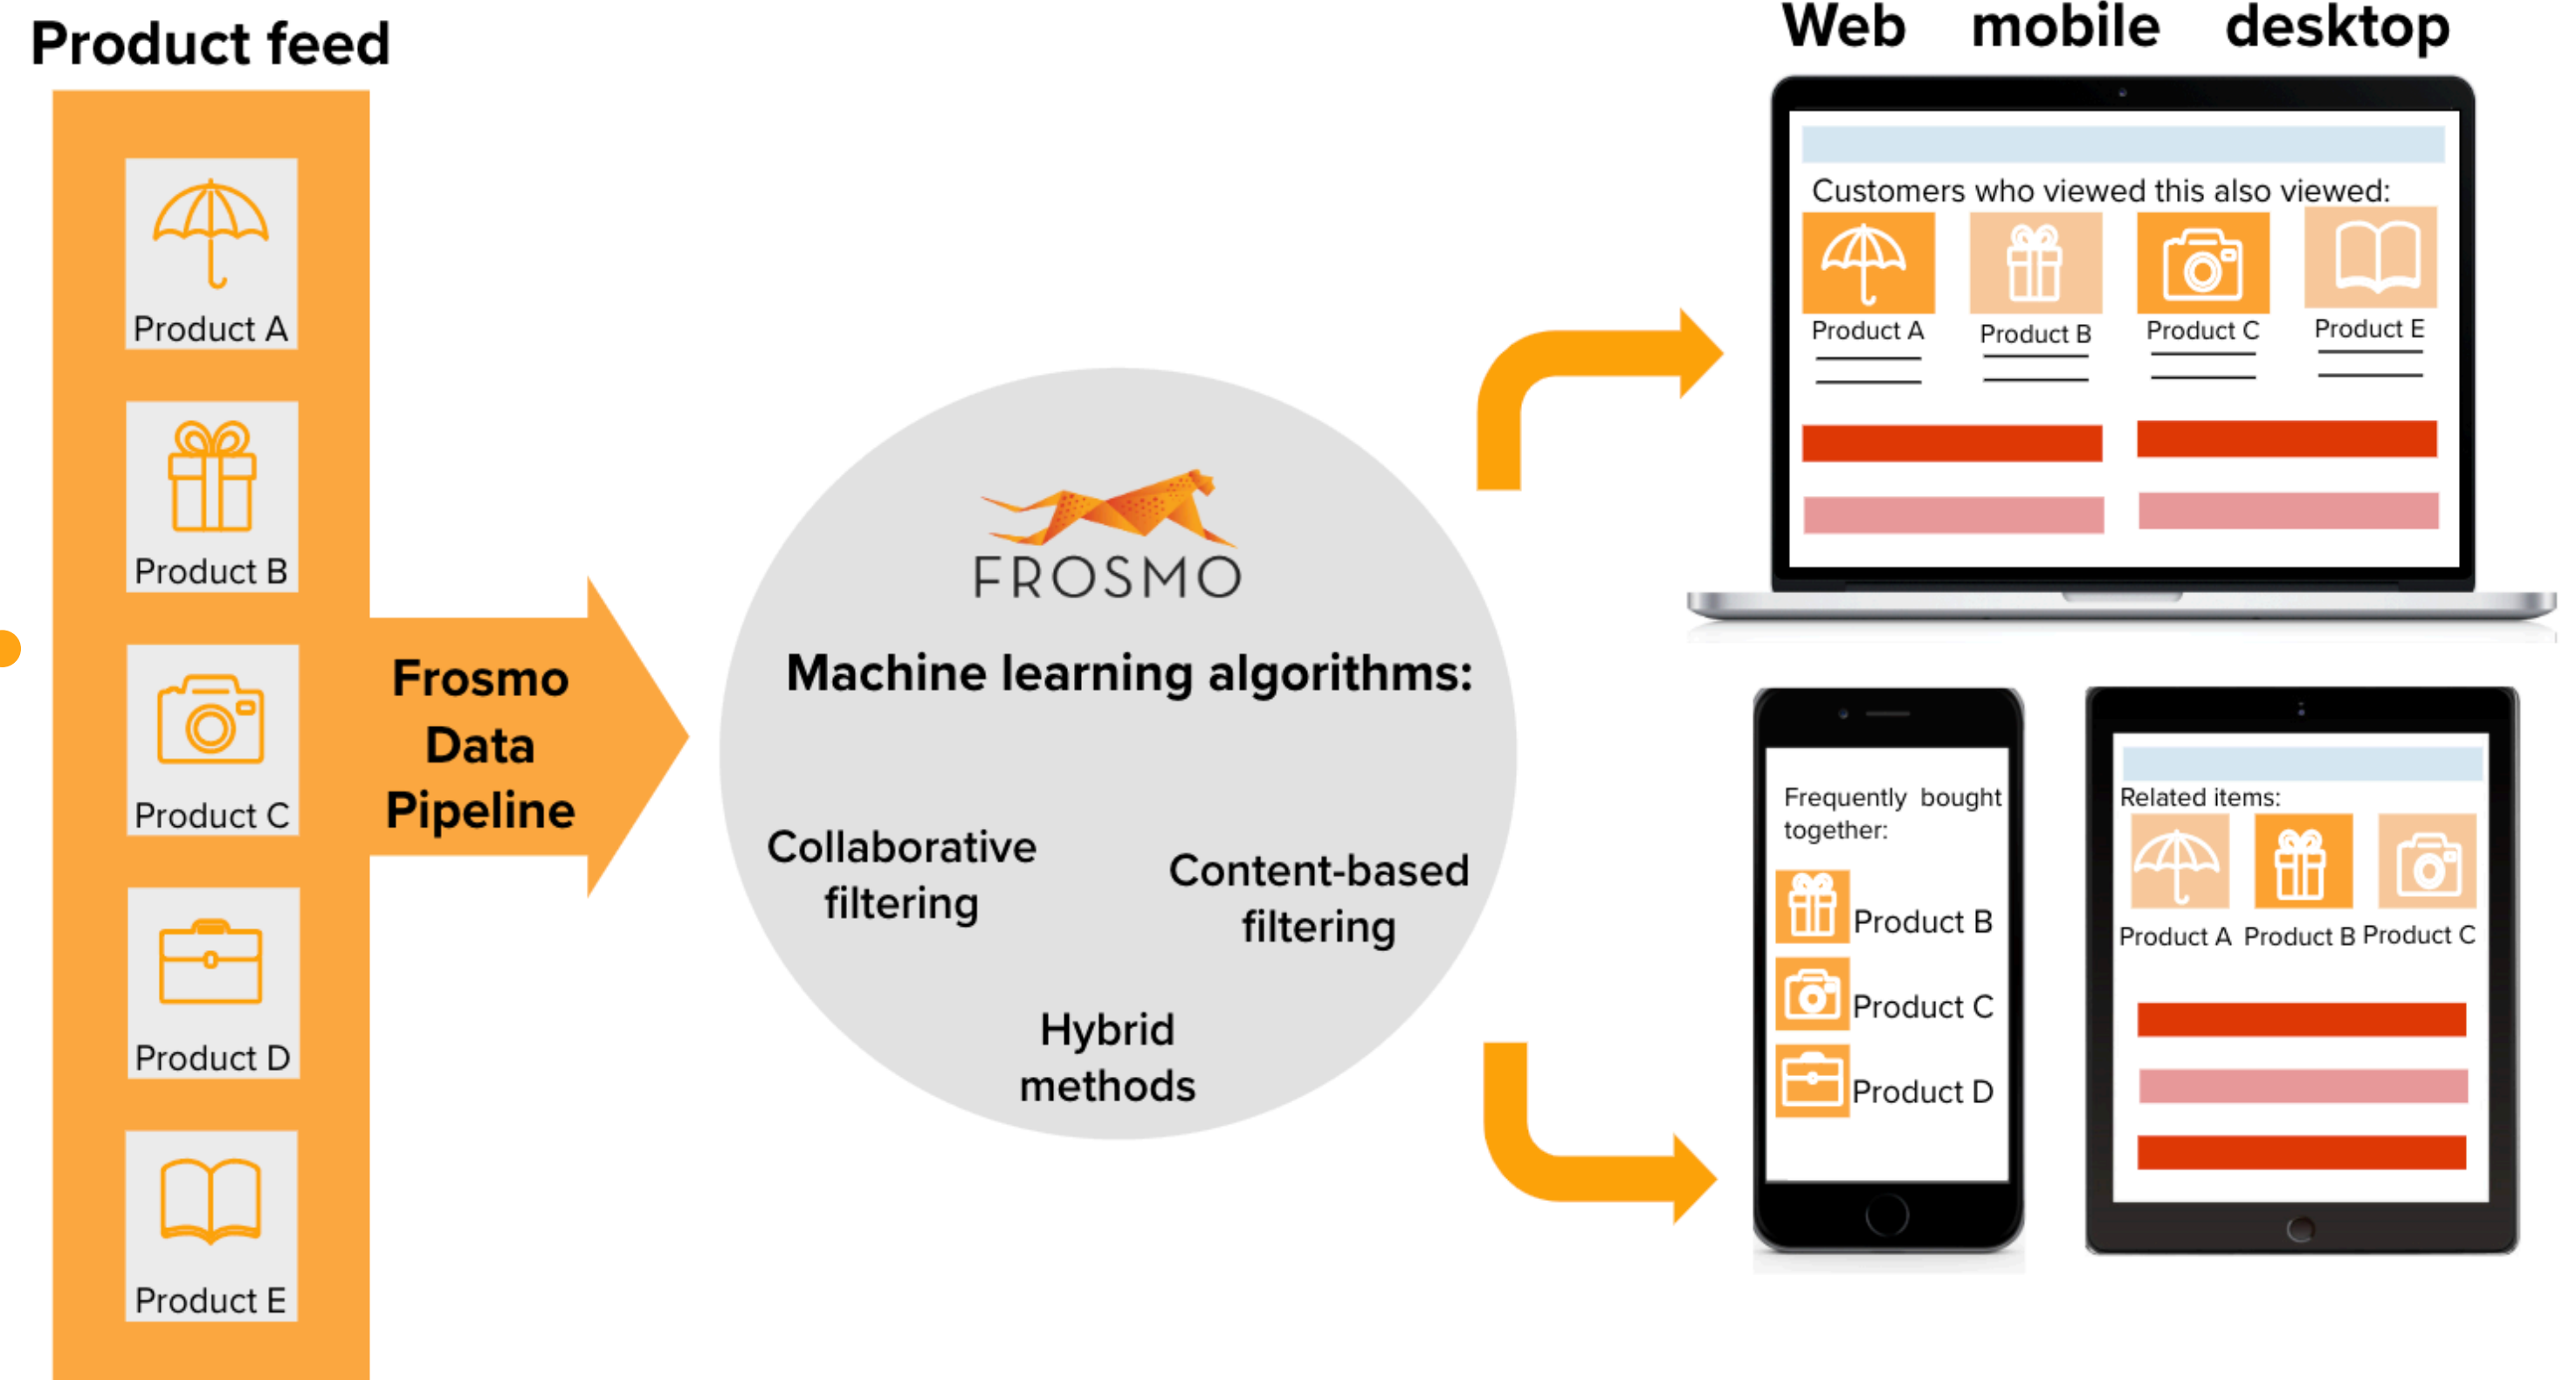 Product feed
Product A
Product B
Product C
Product D
Product E
Frosmo
Data
Pipeline
FROSMO
Machine learning algorithms:
Collaborative
filtering
Content-based
filtering
Hybrid
methods
Web mobile desktop
Customers who viewed this also viewed:
Product A Product B Product C Product E
Frequently bought
together:
Product B
Product C
Product D
Related items:
Product A Product B Product C